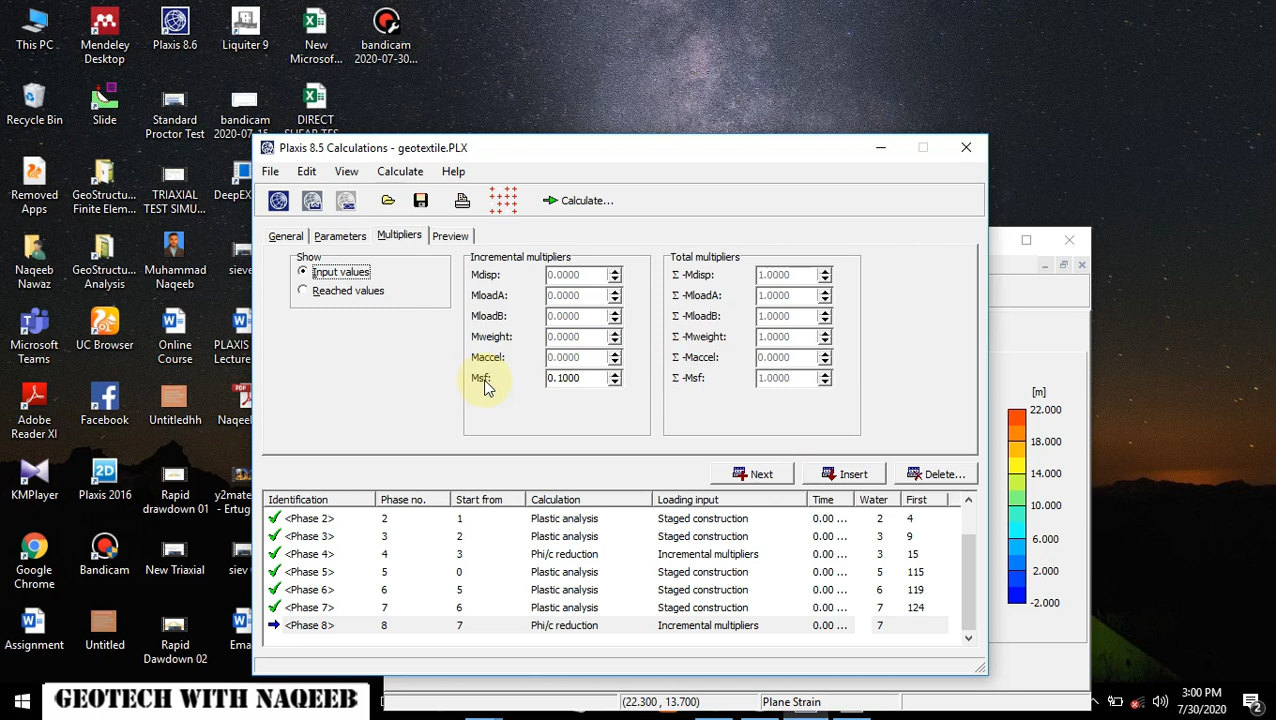 This PC
Mendeley Desktop
Plaxis 8.6
Liquiter 9
New Microsof...
bandicam 2020-07-30...
Recycle Bin
Slide
Standard Proctor Test
bandicam 2020-07-15...
DIRECT SHEAR TES...
Removed Apps
GeoStructu... Finite Elem...
TRIAXIAL TEST SIMU...
DeepEX
Naqeeb Nawaz
GeoStructu... Analysis
Muhammad Naqeeb
siev
Microsoft Teams
UC Browser
Online Course
PLAXIS Lecture
Adobe Reader XI
Facebook
Untitledhh
Naqee
KMPlayer
Plaxis 2016
Rapid drawdown 01
y2mate - Ertug
Google Chrome
Bandicam
New Triaxial
siev
Assignment
Untitled
Rapid Dawdown 02
Ema
Plaxis 8.5 Calculations - geotextile.PLX
File Edit View Calculate Help
Calculate...
General Parameters Multipliers Preview
Show
Input values
Reached values
Incremental multipliers
Mdisp: 0.0000
MloadA: 0.0000
MloadB: 0.0000
Mweight: 0.0000
Maccel: 0.0000
Msf: 0.1000
Total multipliers
Σ -Mdisp: 1.0000
Σ -MloadA: 1.0000
Σ -MloadB: 1.0000
Σ -Mweight: 1.0000
Σ -Maccel: 0.0000
Σ -Msf: 1.0000
Next Insert Delete...
Identification Phase no. Start from Calculation Loading input Time Water First
<Phase 2> 2 1 Plastic analysis Staged construction 0.00 ... 2 4
<Phase 3> 3 2 Plastic analysis Staged construction 0.00 ... 3 9
<Phase 4> 4 3 Phi/c reduction Incremental multipliers 0.00 ... 3 15
<Phase 5> 5 0 Plastic analysis Staged construction 0.00 ... 5 115
<Phase 6> 6 5 Plastic analysis Staged construction 0.00 ... 6 119
<Phase 7> 7 6 Plastic analysis Staged construction 0.00 ... 7 124
<Phase 8> 8 7 Phi/c reduction Incremental multipliers 0.00 ... 7
[m]
22.000
18.000
14.000
10.000
6.000
2.000
-2.000
(22.300, 13.700) Plane Strain
GEOTECH WITH NAQEEB
3:00 PM
7/30/2020
2